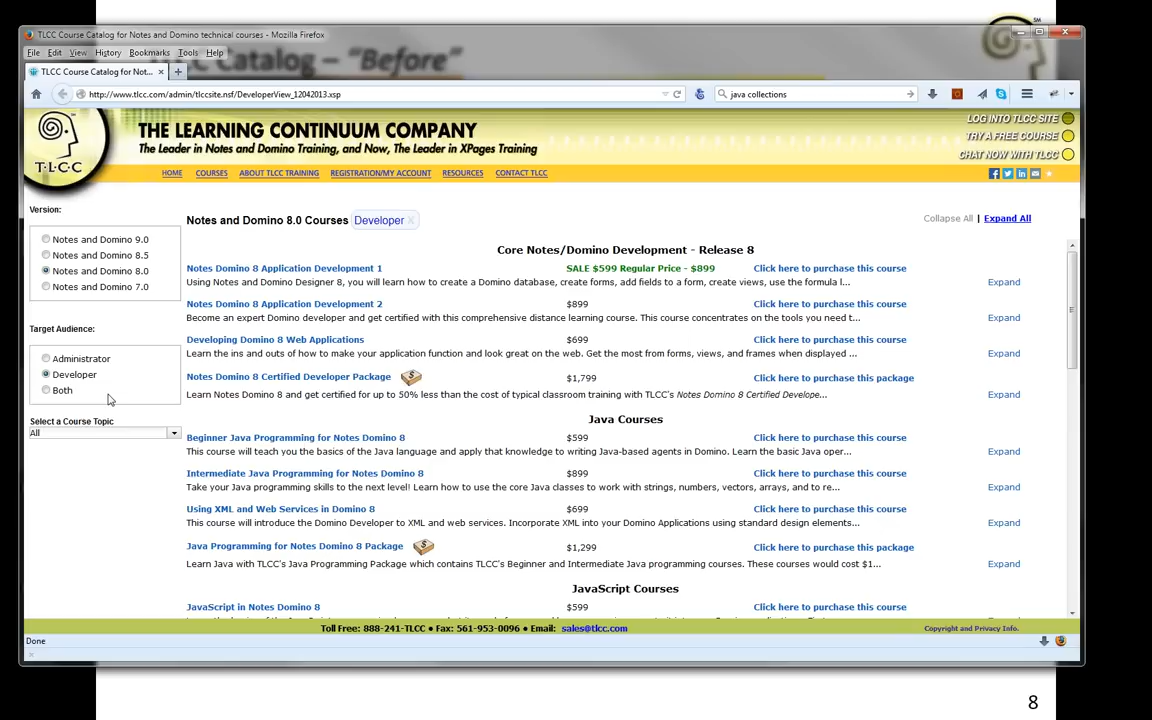 8
SM
TLCC Course Catalog for Notes and Domino technical courses - Mozilla Firefox
TLCC Catalog – “Before”
File Edit View History Bookmarks Tools Help
TLCC Course Catalog for Not... × +
http://www.tlcc.com/admin/tlccsite.nsf/DeveloperView_12042013.xsp
java collections
T·L·C·C
THE LEARNING CONTINUUM COMPANY
The Leader in Notes and Domino Training, and Now, The Leader in XPages Training
LOG INTO TLCC SITE
TRY A FREE COURSE
CHAT NOW WITH TLCC
HOME COURSES ABOUT TLCC TRAINING REGISTRATION/MY ACCOUNT RESOURCES CONTACT TLCC
Version:
Notes and Domino 9.0
Notes and Domino 8.5
Notes and Domino 8.0
Notes and Domino 7.0
Target Audience:
Administrator
Developer
Both
Select a Course Topic
All
Notes and Domino 8.0 Courses Developer X
Collapse All | Expand All
Core Notes/Domino Development - Release 8
Notes Domino 8 Application Development 1 SALE $599 Regular Price - $899 Click here to purchase this course
Using Notes and Domino Designer 8, you will learn how to create a Domino database, create forms, add fields to a form, create views, use the formula l... Expand
Notes Domino 8 Application Development 2 $899 Click here to purchase this course
Become an expert Domino developer and get certified with this comprehensive distance learning course. This course concentrates on the tools you need t... Expand
Developing Domino 8 Web Applications $699 Click here to purchase this course
Learn the ins and outs of how to make your application function and look great on the web. Get the most from forms, views, and frames when displayed ... Expand
Notes Domino 8 Certified Developer Package $1,799 Click here to purchase this package
Learn Notes Domino 8 and get certified for up to 50% less than the cost of typical classroom training with TLCC's Notes Domino 8 Certified Develope... Expand
Java Courses
Beginner Java Programming for Notes Domino 8 $599 Click here to purchase this course
This course will teach you the basics of the Java language and apply that knowledge to writing Java-based agents in Domino. Learn the basic Java oper... Expand
Intermediate Java Programming for Notes Domino 8 $899 Click here to purchase this course
Take your Java programming skills to the next level! Learn how to use the core Java classes to work with strings, numbers, vectors, arrays, and to re... Expand
Using XML and Web Services in Domino 8 $699 Click here to purchase this course
This course will introduce the Domino Developer to XML and web services. Incorporate XML into your Domino Applications using standard design elements... Expand
Java Programming for Notes Domino 8 Package $1,299 Click here to purchase this package
Learn Java with TLCC's Java Programming Package which contains TLCC's Beginner and Intermediate Java programming courses. These courses would cost $1... Expand
JavaScript Courses
JavaScript in Notes Domino 8 $599 Click here to purchase this course
Toll Free: 888-241-TLCC • Fax: 561-953-0096 • Email: sales@tlcc.com
Copyright and Privacy Info.
Done
8